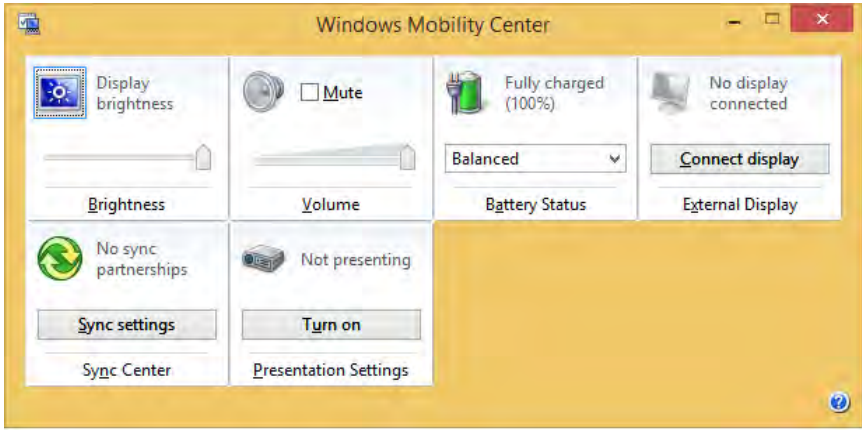 Windows Mobility Center
Display
brightness
Brightness
Mute
Volume
Fully charged
(100%)
Balanced
Battery Status
No display
connected
Connect display
External Display
No sync
partnerships
Sync settings
Sync Center
Not presenting
Turn on
Presentation Settings